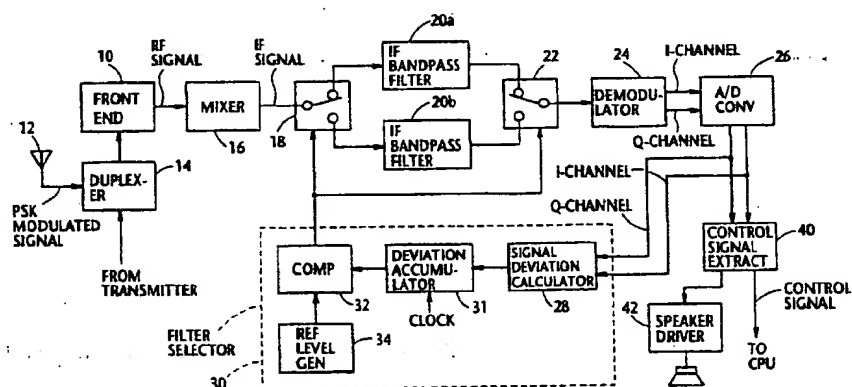 20a
RF
SIGNAL
IF
SIGNAL
IF
BANDPASS
FILTER
22
24
I-CHANNEL
26
10
FRONT
END
MIXER
16
18
20b
IF
BANDPASS
FILTER
DEMODU-
LATOR
A/D
CONV
Q-CHANNEL
12
DUPLEX-
ER
14
PSK
MODULATED
SIGNAL
FROM
TRANSMITTER
I-CHANNEL
Q-CHANNEL
COMP
32
DEVIATION
ACCUMU-
LATOR
31
CLOCK
SIGNAL
DEVIATION
CALCULATOR
28
CONTROL
SIGNAL
EXTRACT
40
CONTROL
SIGNAL
FILTER
SELECTOR
30
REF
LEVEL
GEN
34
42
SPEAKER
DRIVER
TO
CPU